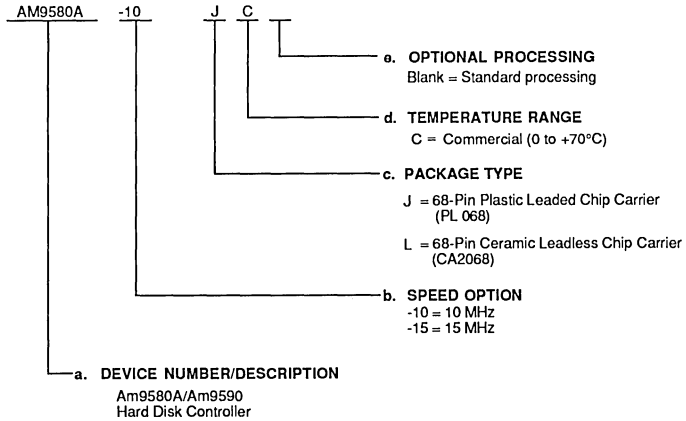 AM9580A -10 J C
e. OPTIONAL PROCESSING
Blank = Standard processing
d. TEMPERATURE RANGE
C = Commercial (0 to +70°C)
c. PACKAGE TYPE
J = 68-Pin Plastic Leaded Chip Carrier
(PL 068)
L = 68-Pin Ceramic Leadless Chip Carrier
(CA2068)
b. SPEED OPTION
-10 = 10 MHz
-15 = 15 MHz
a. DEVICE NUMBER/DESCRIPTION
Am9580A/Am9590
Hard Disk Controller